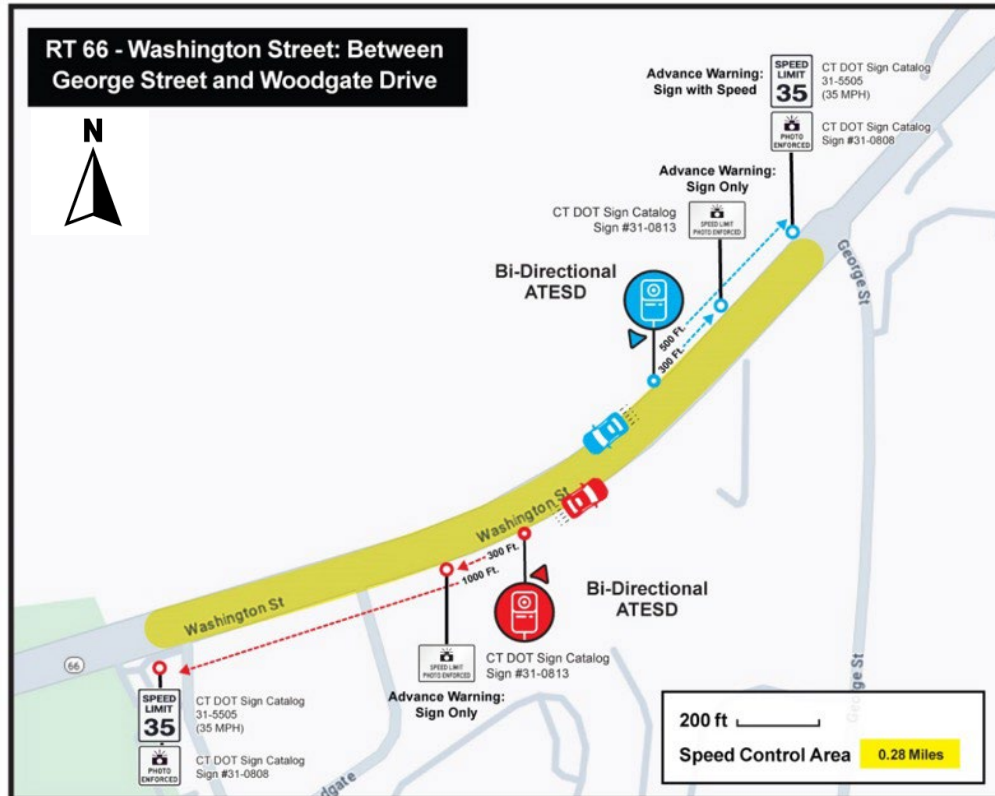 RT 66 - Washington Street: Between
George Street and Woodgate Drive
N
Advance Warning:
Sign with Speed
SPEED
LIMIT
35
CT DOT Sign Catalog
31-5505
(35 MPH)
PHOTO
ENFORCED
CT DOT Sign Catalog
Sign #31-0808
Advance Warning:
Sign Only
CT DOT Sign Catalog
Sign #31-0813
SPEED LIMIT
PHOTO ENFORCED
George St
Bi-Directional
ATESD
500 Ft.
300 Ft.
Washington St
300 Ft.
1000 Ft.
Bi-Directional
ATESD
Washington St
66
SPEED LIMIT
PHOTO ENFORCED
CT DOT Sign Catalog
Sign #31-0813
Advance Warning:
Sign Only
SPEED
LIMIT
35
CT DOT Sign Catalog
31-5505
(35 MPH)
PHOTO
ENFORCED
CT DOT Sign Catalog
Sign #31-0808
dgate
George St
200 ft
Speed Control Area
0.28 Miles